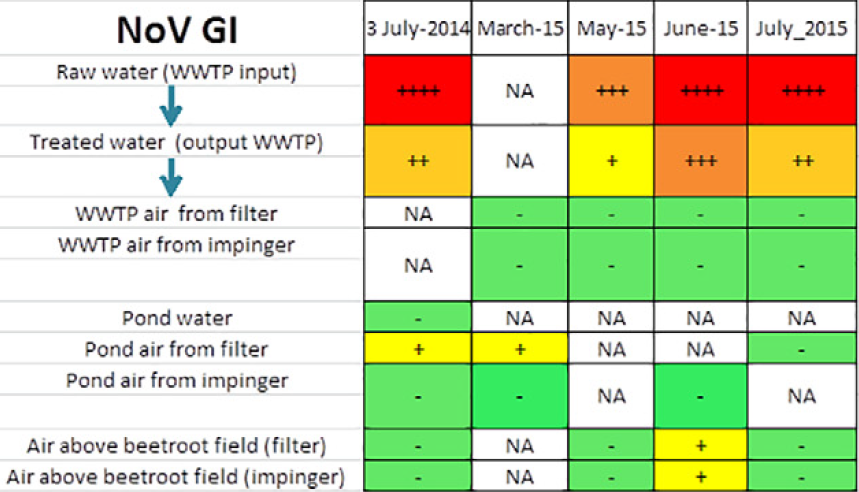 NoV GI 3 July-2014 March-15 May-15 June-15 July_2015
Raw water (WWTP input) ++++ NA +++ ++++ ++++
Treated water (output WWTP) ++ NA + +++ ++
WWTP air from filter NA - - - -
WWTP air from impinger NA - - - -
Pond water - NA NA NA NA
Pond air from filter + + NA NA -
Pond air from impinger - - NA - NA
Air above beetroot field (filter) - NA - + -
Air above beetroot field (impinger) - NA - + -